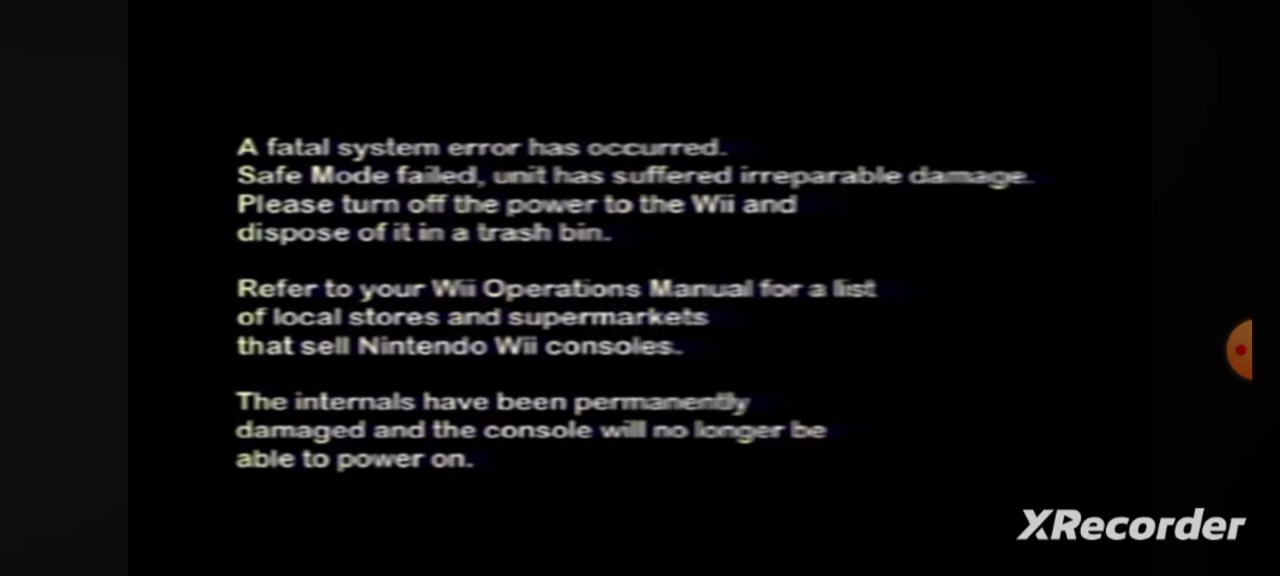 A fatal system error has occurred.
Safe Mode failed, unit has suffered irreparable damage.
Please turn off the power to the Wii and
dispose of it in a trash bin.
Refer to your Wii Operations Manual for a list
of local stores and supermarkets
that sell Nintendo Wii consoles.
The internals have been permanently
damaged and the console will no longer be
able to power on.
XRecorder